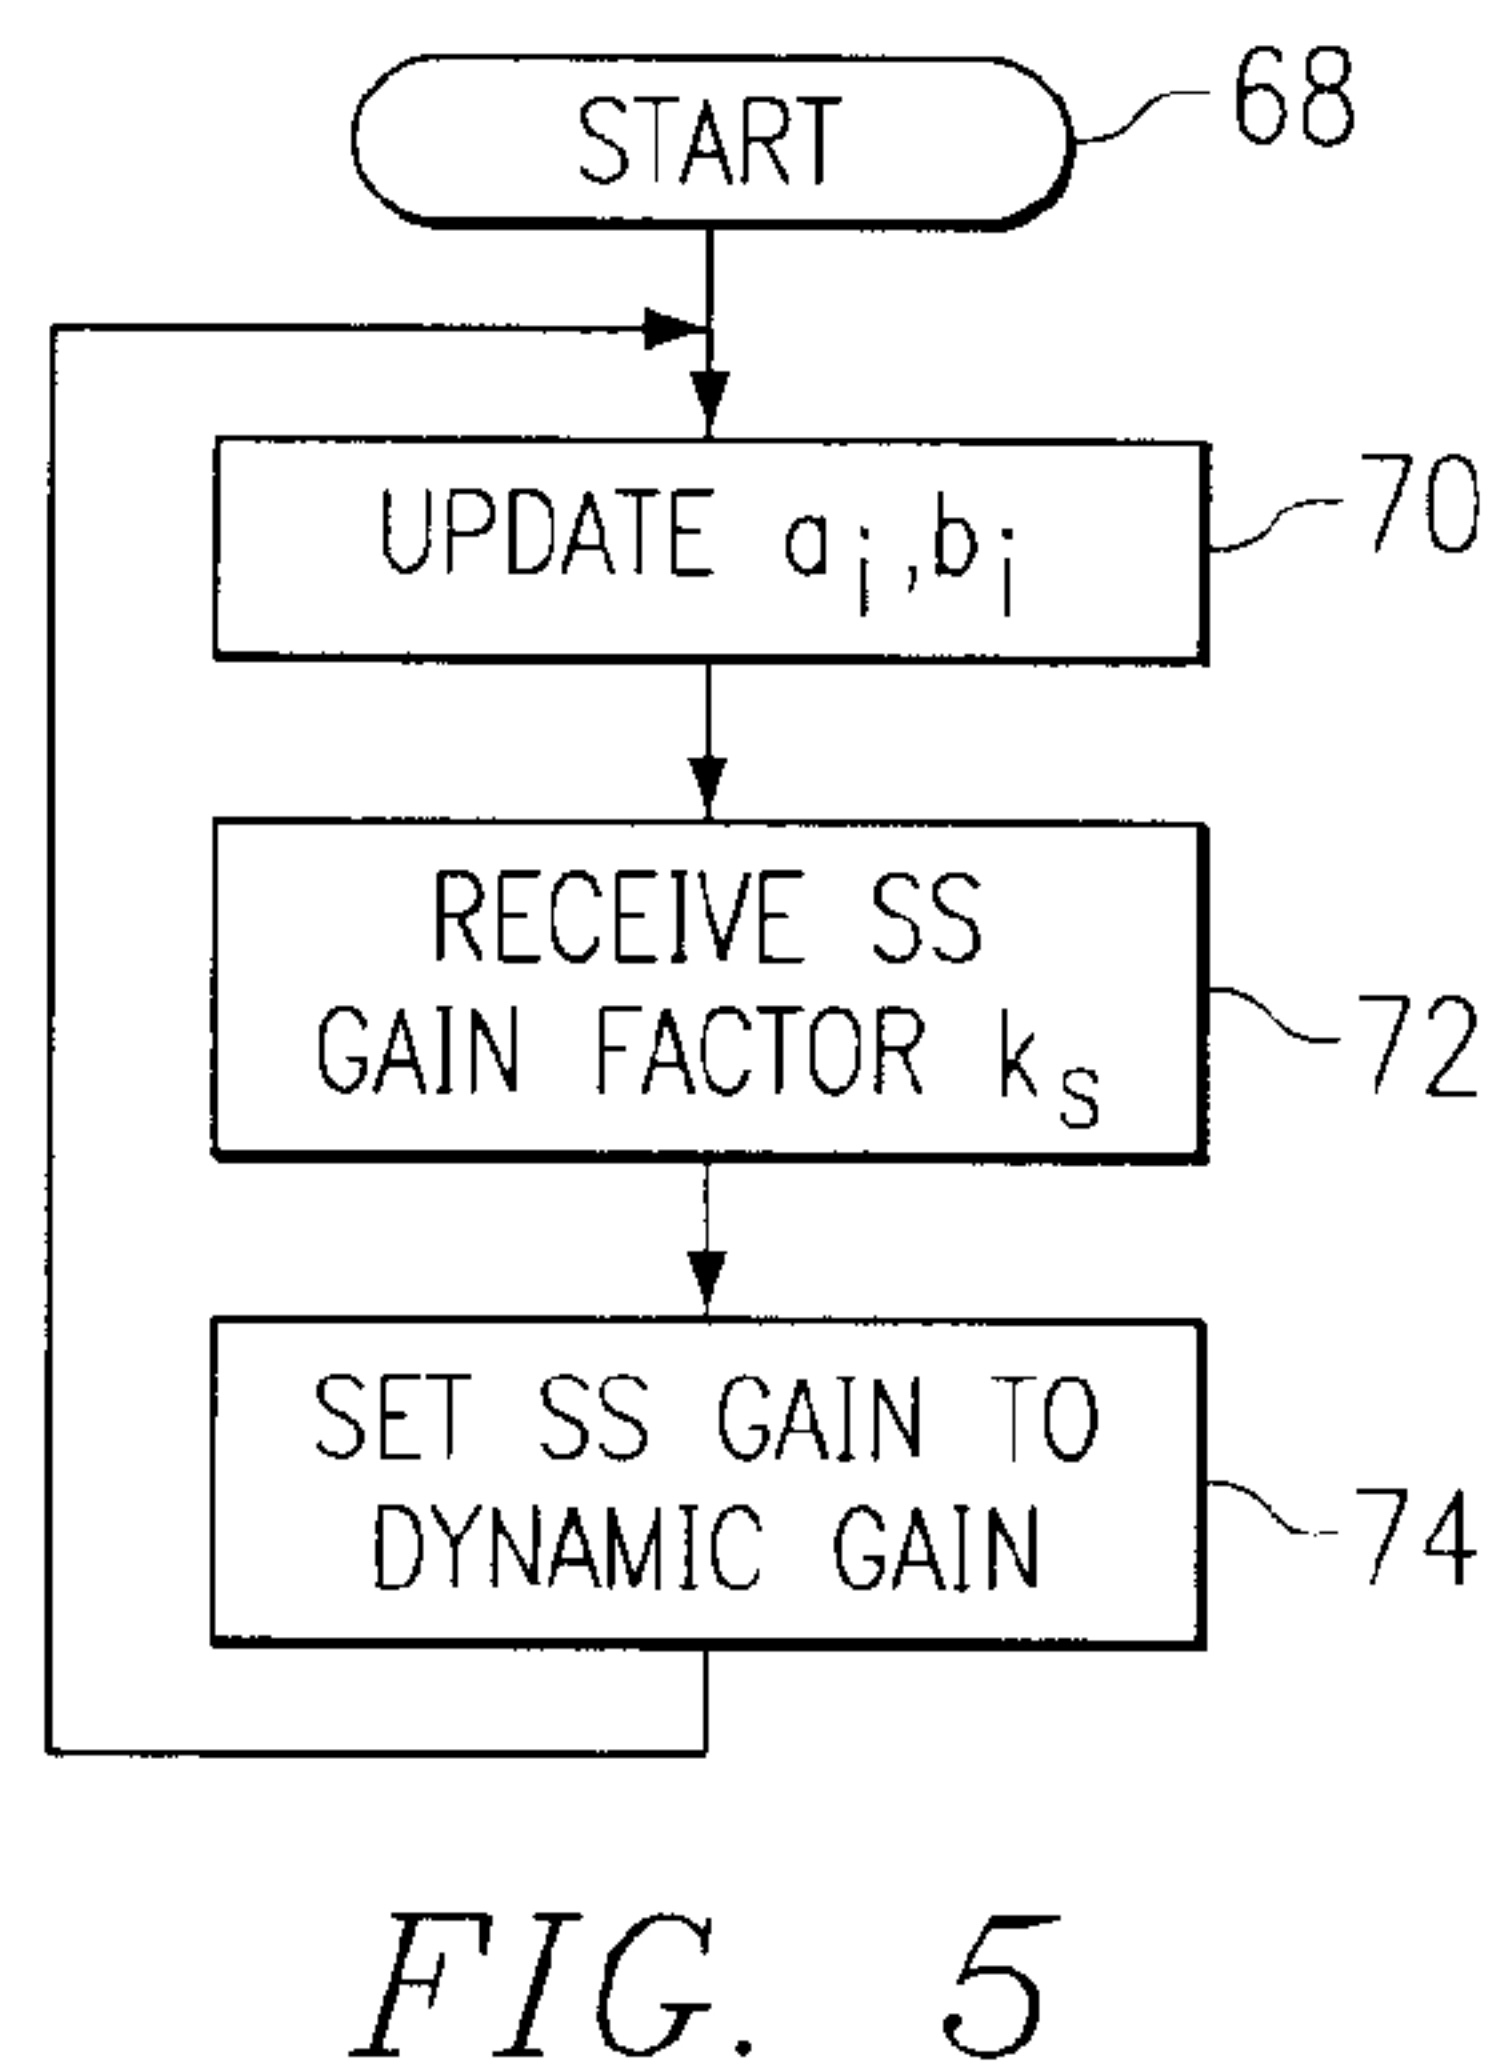 START
68
UPDATE a_i, b_i
70
RECEIVE SS
GAIN FACTOR k_s
72
SET SS GAIN TO
DYNAMIC GAIN
74
FIG. 5